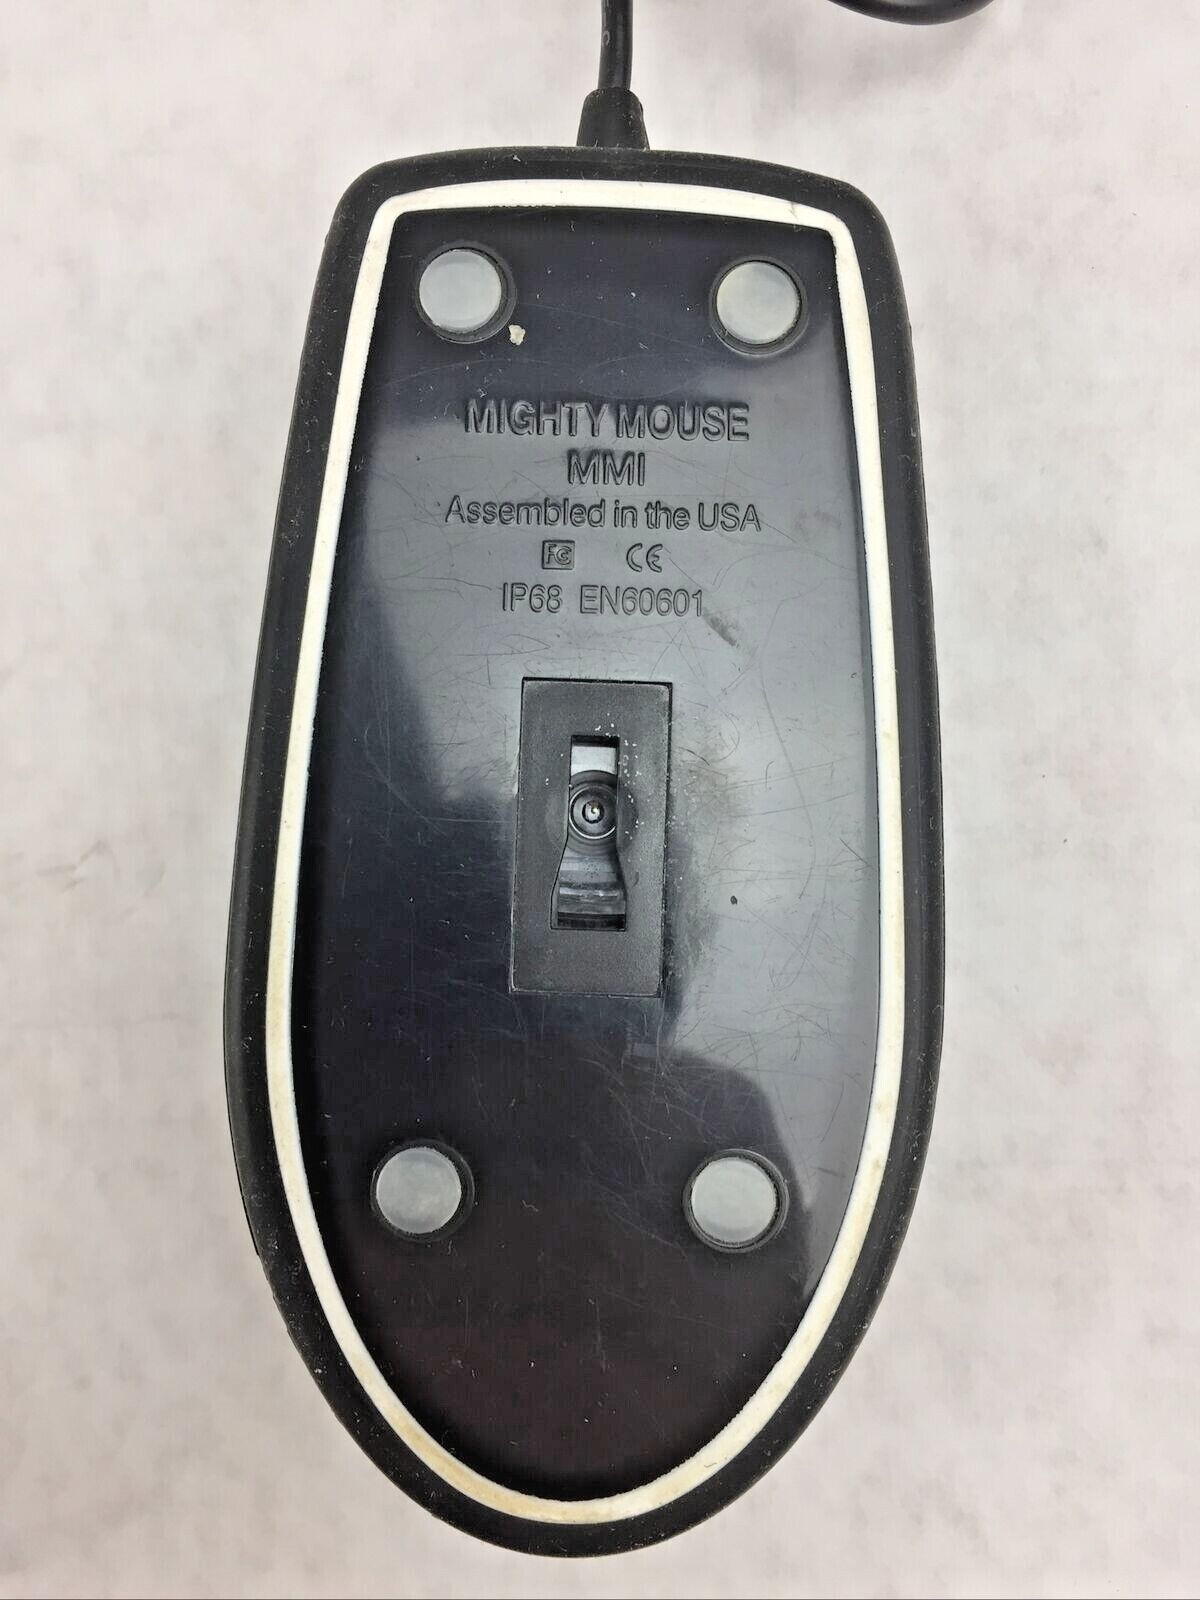 MIGHTY MOUSE
MMI
Assembled in the USA
FC CE
IP68 EN60601